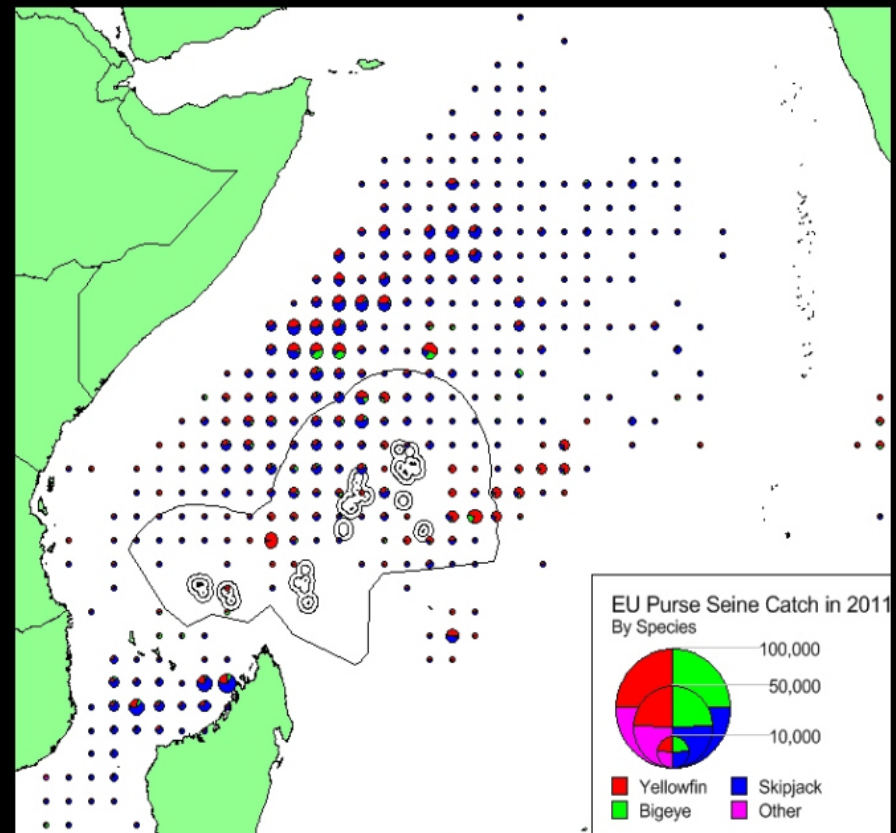 EU Purse Seine Catch in 2011
By Species
100,000
50,000
10,000
Yellowfin
Skipjack
Bigeye
Other